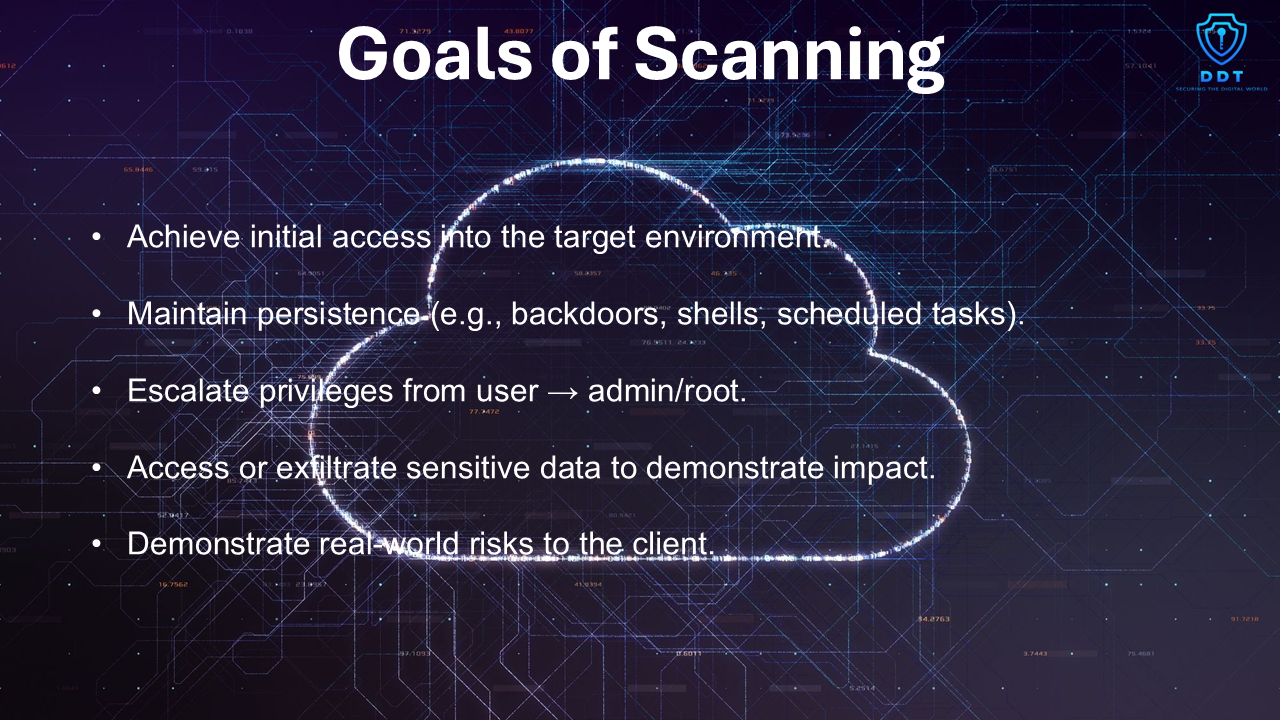 Goals of Scanning
DDT
SECURING THE DIGITAL WORLD
• Achieve initial access into the target environment.
• Maintain persistence (e.g., backdoors, shells, scheduled tasks).
• Escalate privileges from user → admin/root.
• Access or exfiltrate sensitive data to demonstrate impact.
• Demonstrate real-world risks to the client.